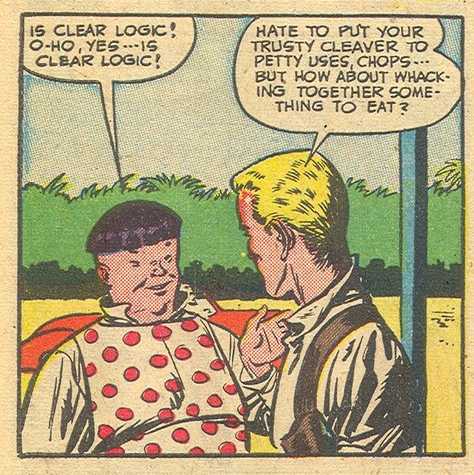 IS CLEAR LOGIC!
O-HO, YES---IS
CLEAR LOGIC!
HATE TO PUT YOUR
TRUSTY CLEAVER TO
PETTY USES, CHOPS---
BUT HOW ABOUT WHACK-
ING TOGETHER SOME-
THING TO EAT?